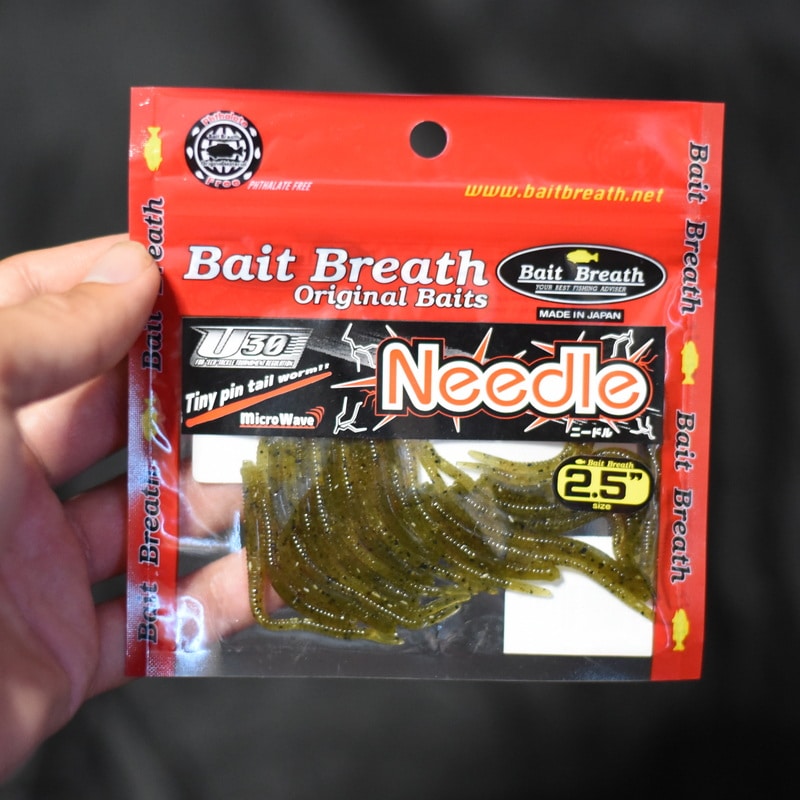 Phthalate
Free
PHTHALATE FREE
www.baitbreath.net
Bait Breath
Original Baits
Bait Breath
YOUR BEST FISHING ADVISER
MADE IN JAPAN
U30
Tiny pin tail worm!!
MicroWave
Needle
ニードル
Bait Breath
2.5"
size
Bait Breath
Bait Breath
Bait Breath
Bait Breath